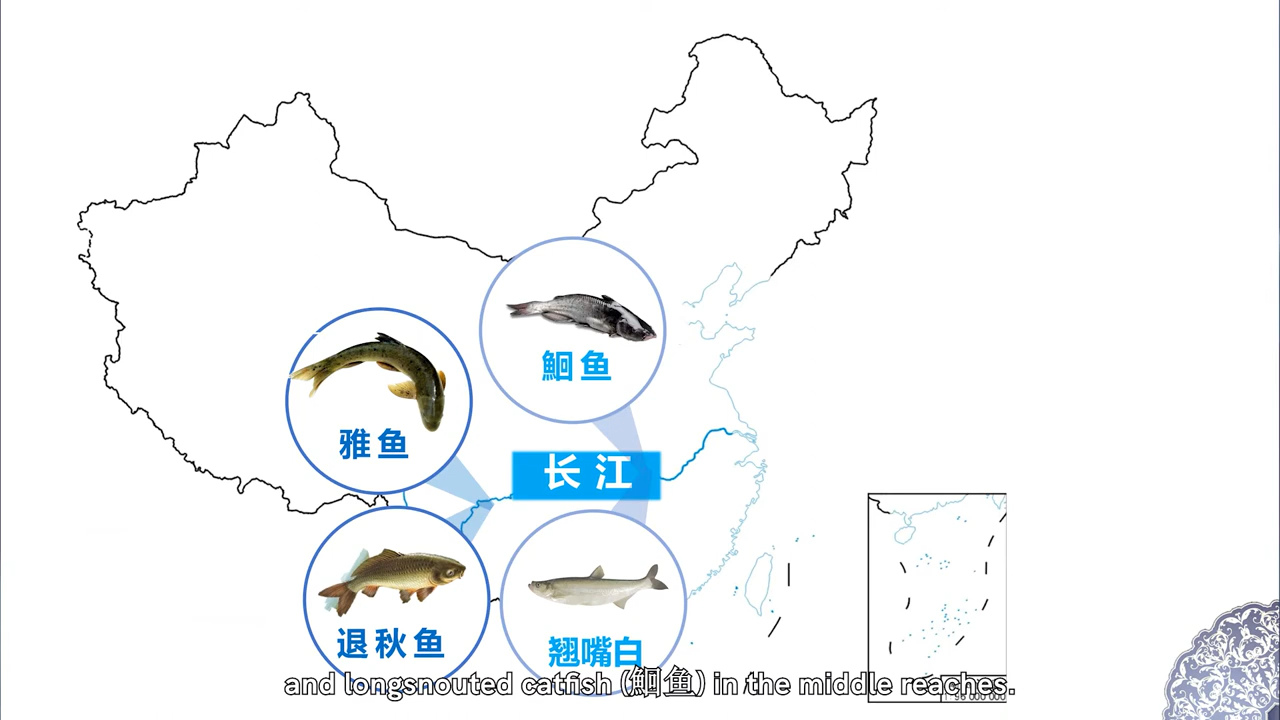 鮰鱼
雅鱼
长江
退秋鱼
翘嘴白
and longsnouted catfish (鮰鱼) in the middle reaches.